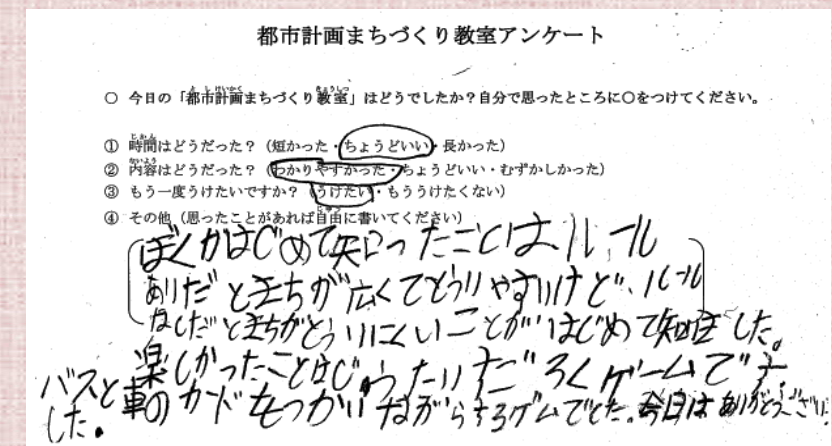 都市計画まちづくり教室アンケート
○ 今日の「都市計画まちづくり教室」はどうでしたか？自分で思ったところに○をつけてください。
① 時間はどうだった？（短かった・ちょうどいい・長かった）
② 内容はどうだった？（わかりやすかった・ちょうどいい・むずかしかった）
③ もう一度うけたいですか？（うけたい・もううけたくない）
④ その他（思ったことがあれば自由に書いてください）
ぼくがはじめて知ったことは、ルール
ありだとまちが広くてとうりやすいけど、ルール
なしだとまちがとうりにくいことがはじめて知 した。
楽しかったことはじゅうたいすごろくゲームです
バスと車のカードをつかいながらするゲムでした。今日はありがとうござい
した。